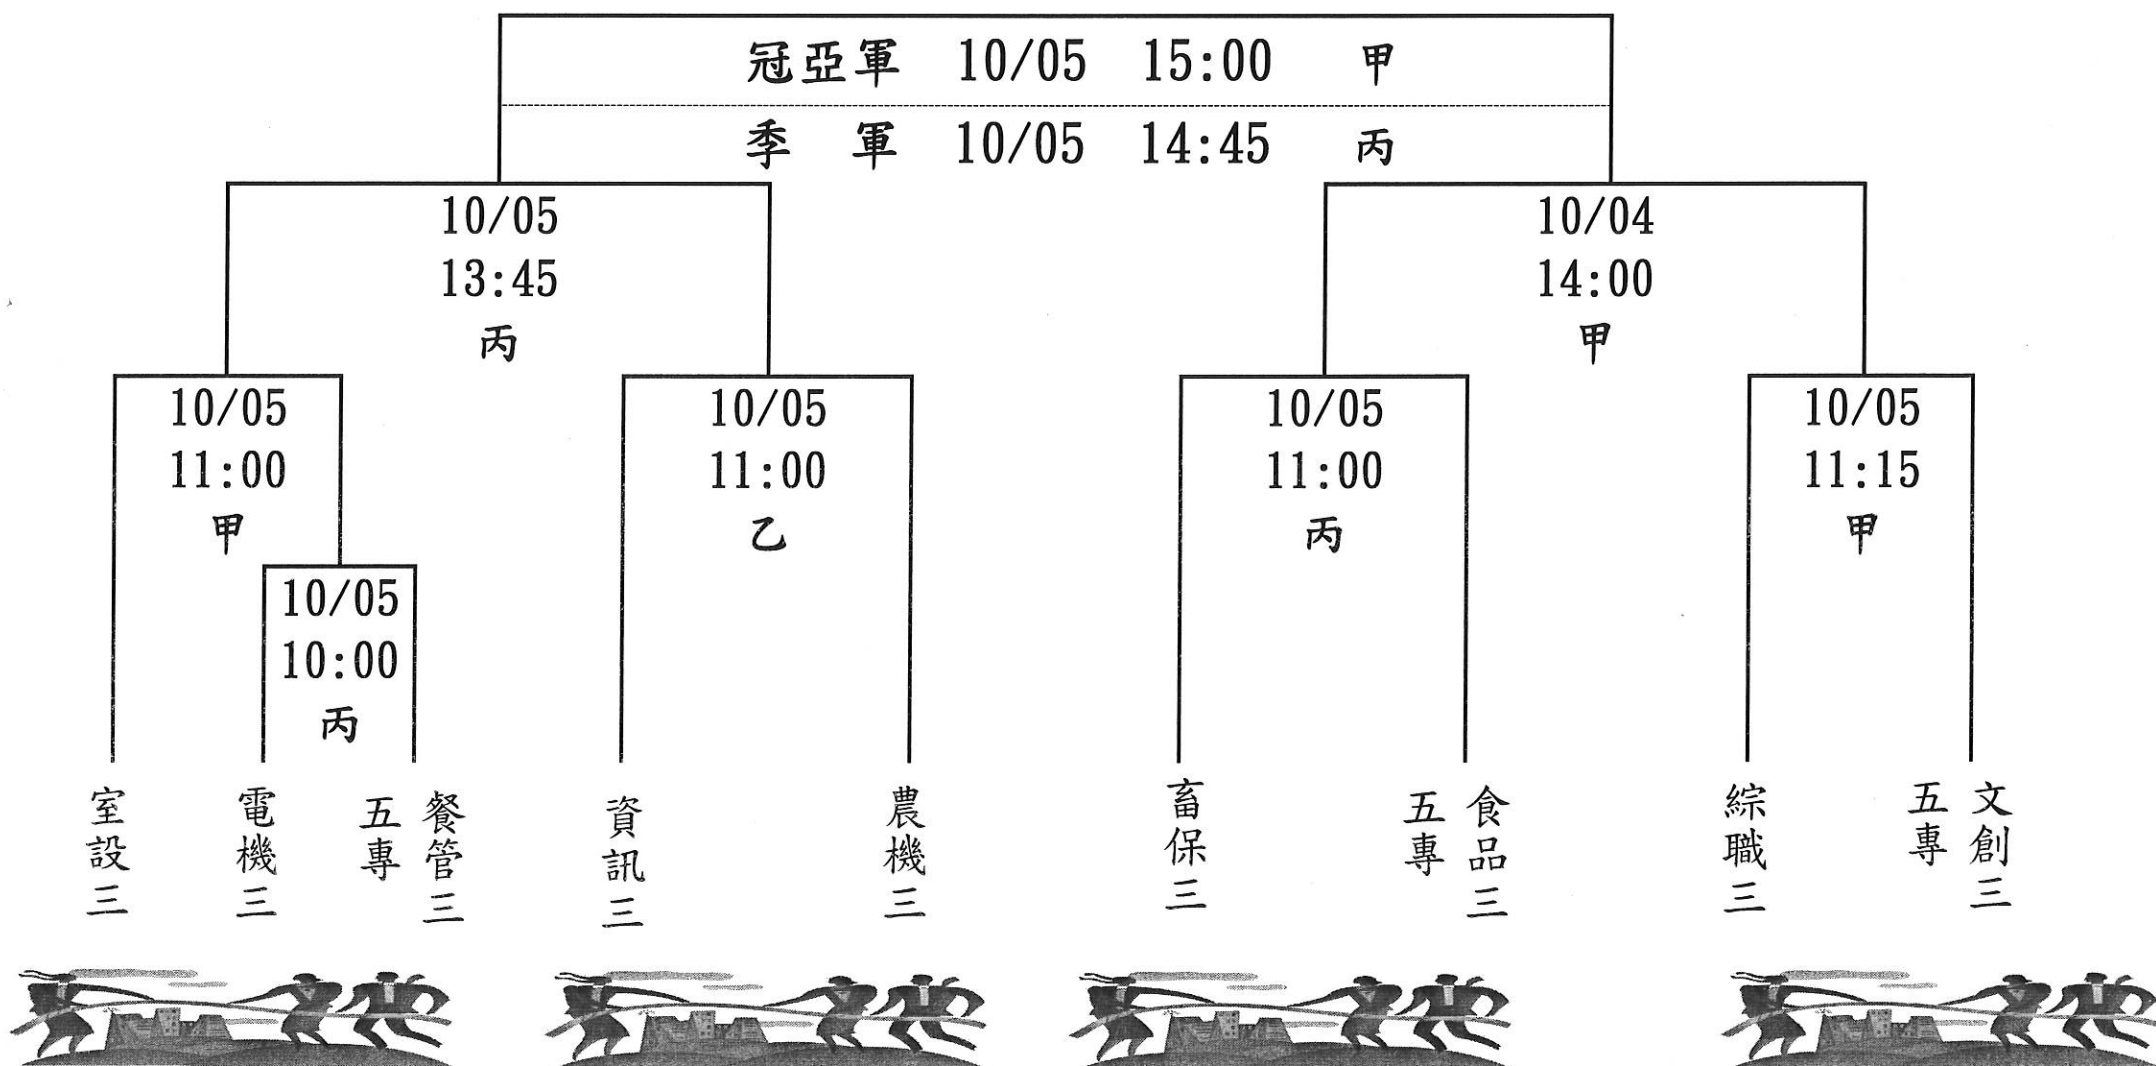 冠亞軍 10/05 15:00 甲
季 軍 10/05 14:45 丙
10/05
13:45
丙
10/04
14:00
甲
10/05
11:00
甲
10/05
11:00
乙
10/05
11:00
丙
10/05
11:15
甲
10/05
10:00
丙
室設三
電機三
五專
餐管三
資訊三
農機三
畜保三
五專
食品三
綜職三
五專
文創三